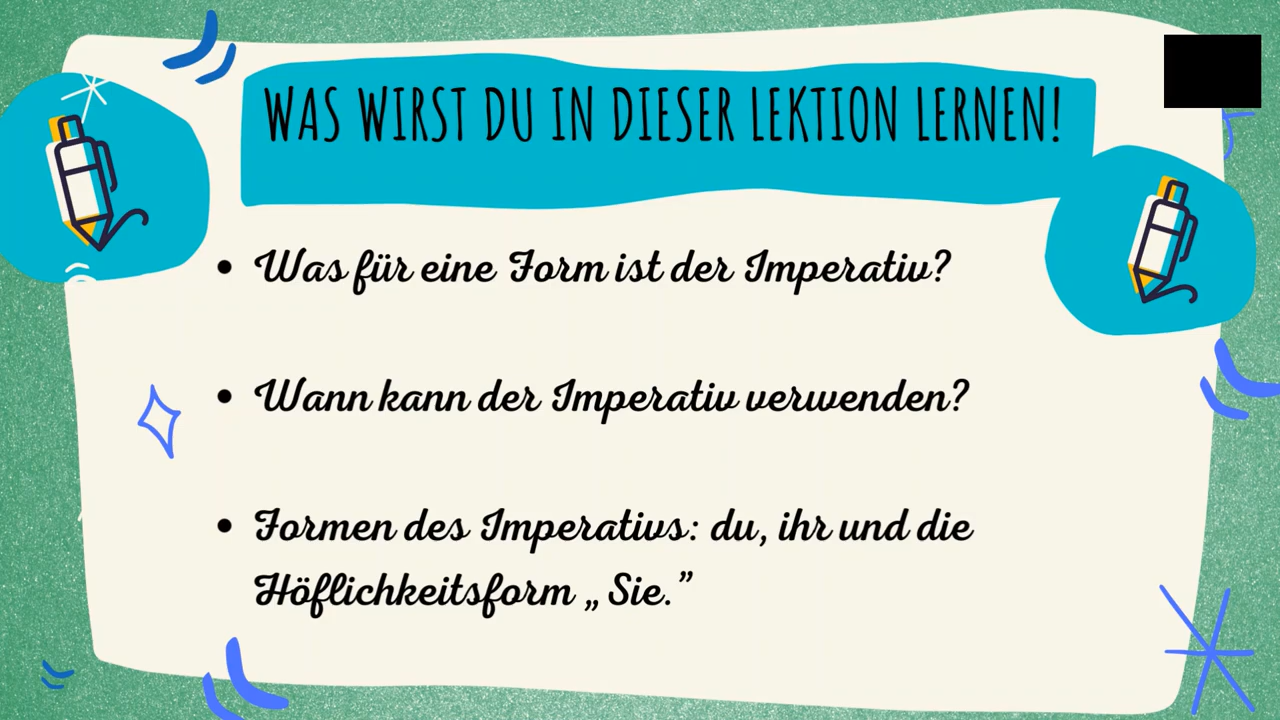 WAS WIRST DU IN DIESER LEKTION LERNEN!
• Was für eine Form ist der Imperativ?
• Wann kann der Imperativ verwenden?
• Formen des Imperativs: du, ihr und die
Höflichkeitsform „ Sie.”